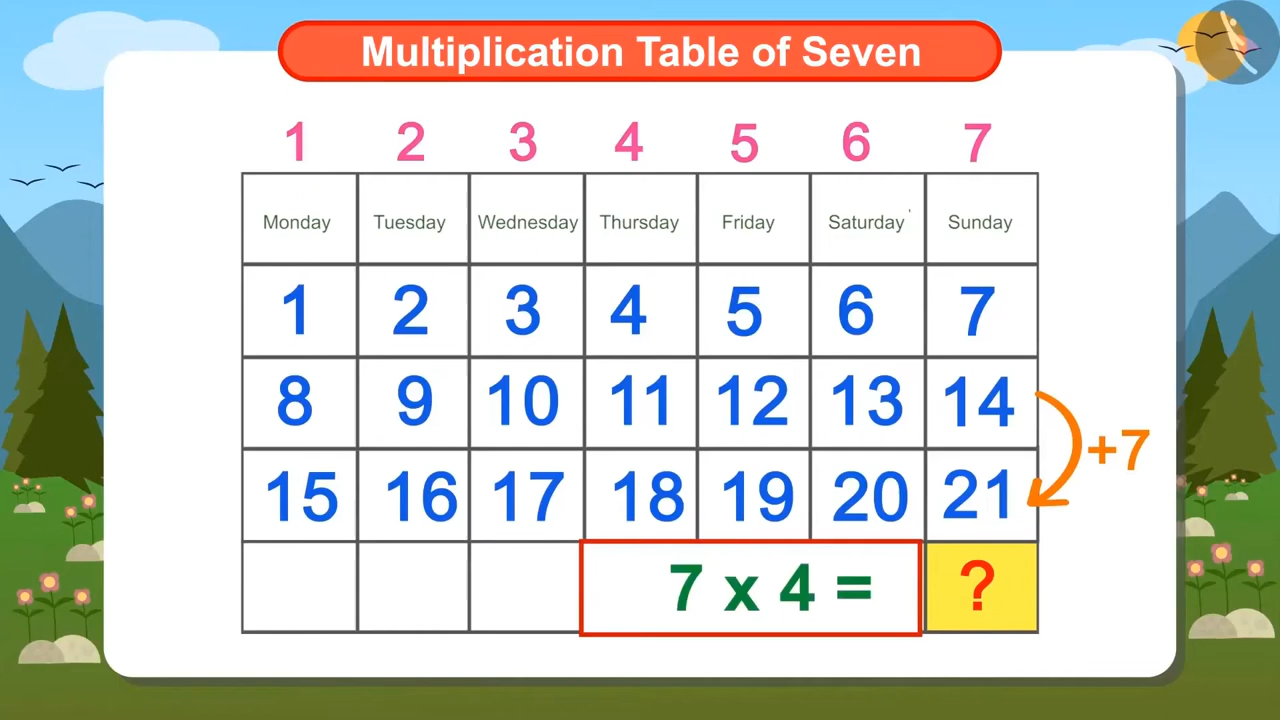 Multiplication Table of Seven
1 2 3 4 5 6 7
Monday Tuesday Wednesday Thursday Friday Saturday Sunday
1 2 3 4 5 6 7
8 9 10 11 12 13 14
+7
15 16 17 18 19 20 21
7 x 4 = ?